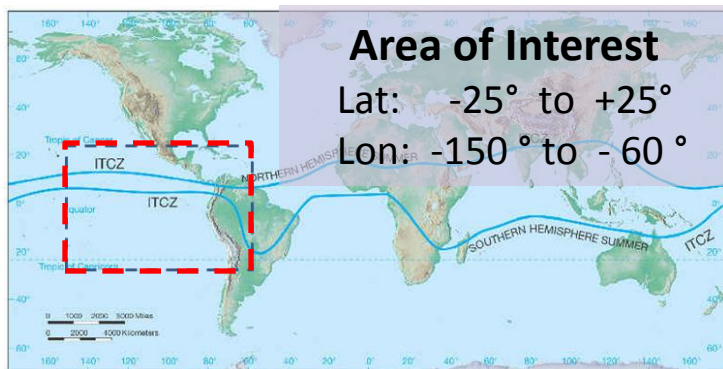 Area of Interest
Lat: -25° to +25°
Lon: -150 ° to - 60 °
60°
40°
Tropic of Cancer
20°
ITCZ
NORTHERN HEMISPHERE SUMMER
ITCZ
0°
quator
20°
SOUTHERN HEMISPHERE SUMMER
ITCZ
Tropic of Capricorn
40°
60°
0 1000 2000 3000 Miles
0 2000 4000 Kilometers
160° 140° 120° 100° 80° 60° 40° 20° 0° 20° 40° 60° 80° 100° 120° 140° 160°